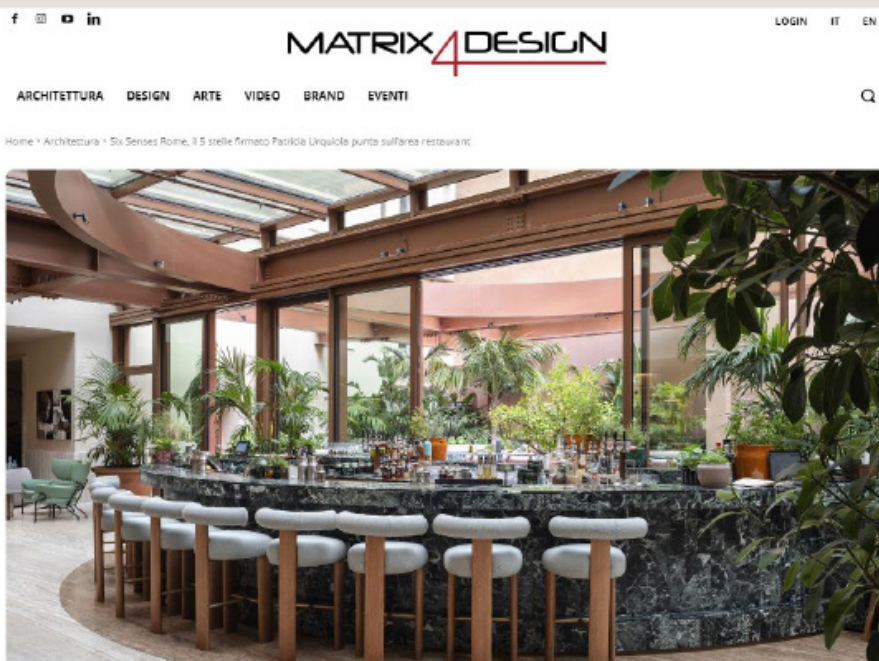 LOGIN IT EN
MATRIX4DESIGN
ARCHITETTURA DESIGN ARTE VIDEO BRAND EVENTI
Home › Architettura › Six Senses Rome, il 5 stelle firmato Patricia Urquiola punta sull'area restaurant